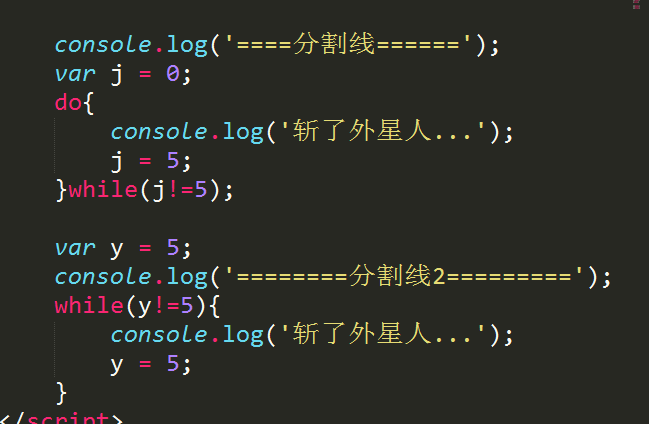 console.log('====分割线======');
var j = 0;
do{
console.log('斩了外星人...');
j = 5;
}while(j!=5);
var y = 5;
console.log('========分割线2=========');
while(y!=5){
console.log('斩了外星人...');
y = 5;
}
</script>